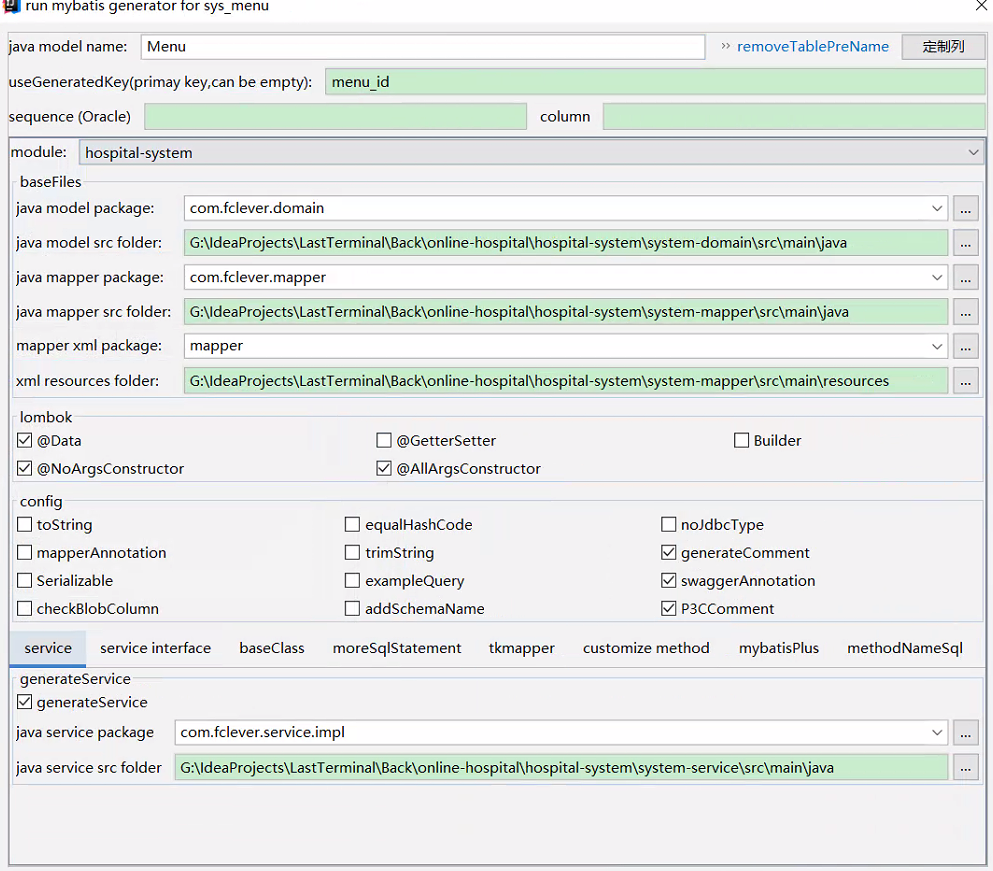 run mybatis generator for sys_menu
java model name: Menu ›› removeTablePreName 定制列
useGeneratedKey(primay key,can be empty): menu_id
sequence (Oracle) column
module: hospital-system
baseFiles
java model package: com.fclever.domain ...
java model src folder: G:\IdeaProjects\LastTerminal\Back\online-hospital\hospital-system\system-domain\src\main\java ...
java mapper package: com.fclever.mapper ...
java mapper src folder: G:\IdeaProjects\LastTerminal\Back\online-hospital\hospital-system\system-mapper\src\main\java ...
mapper xml package: mapper ...
xml resources folder: G:\IdeaProjects\LastTerminal\Back\online-hospital\hospital-system\system-mapper\src\main\resources ...
lombok
@Data @GetterSetter Builder
@NoArgsConstructor @AllArgsConstructor
config
toString equalHashCode noJdbcType
mapperAnnotation trimString generateComment
Serializable exampleQuery swaggerAnnotation
checkBlobColumn addSchemaName P3CComment
service service interface baseClass moreSqlStatement tkmapper customize method mybatisPlus methodNameSql
generateService
generateService
java service package com.fclever.service.impl ...
java service src folder G:\IdeaProjects\LastTerminal\Back\online-hospital\hospital-system\system-service\src\main\java ...